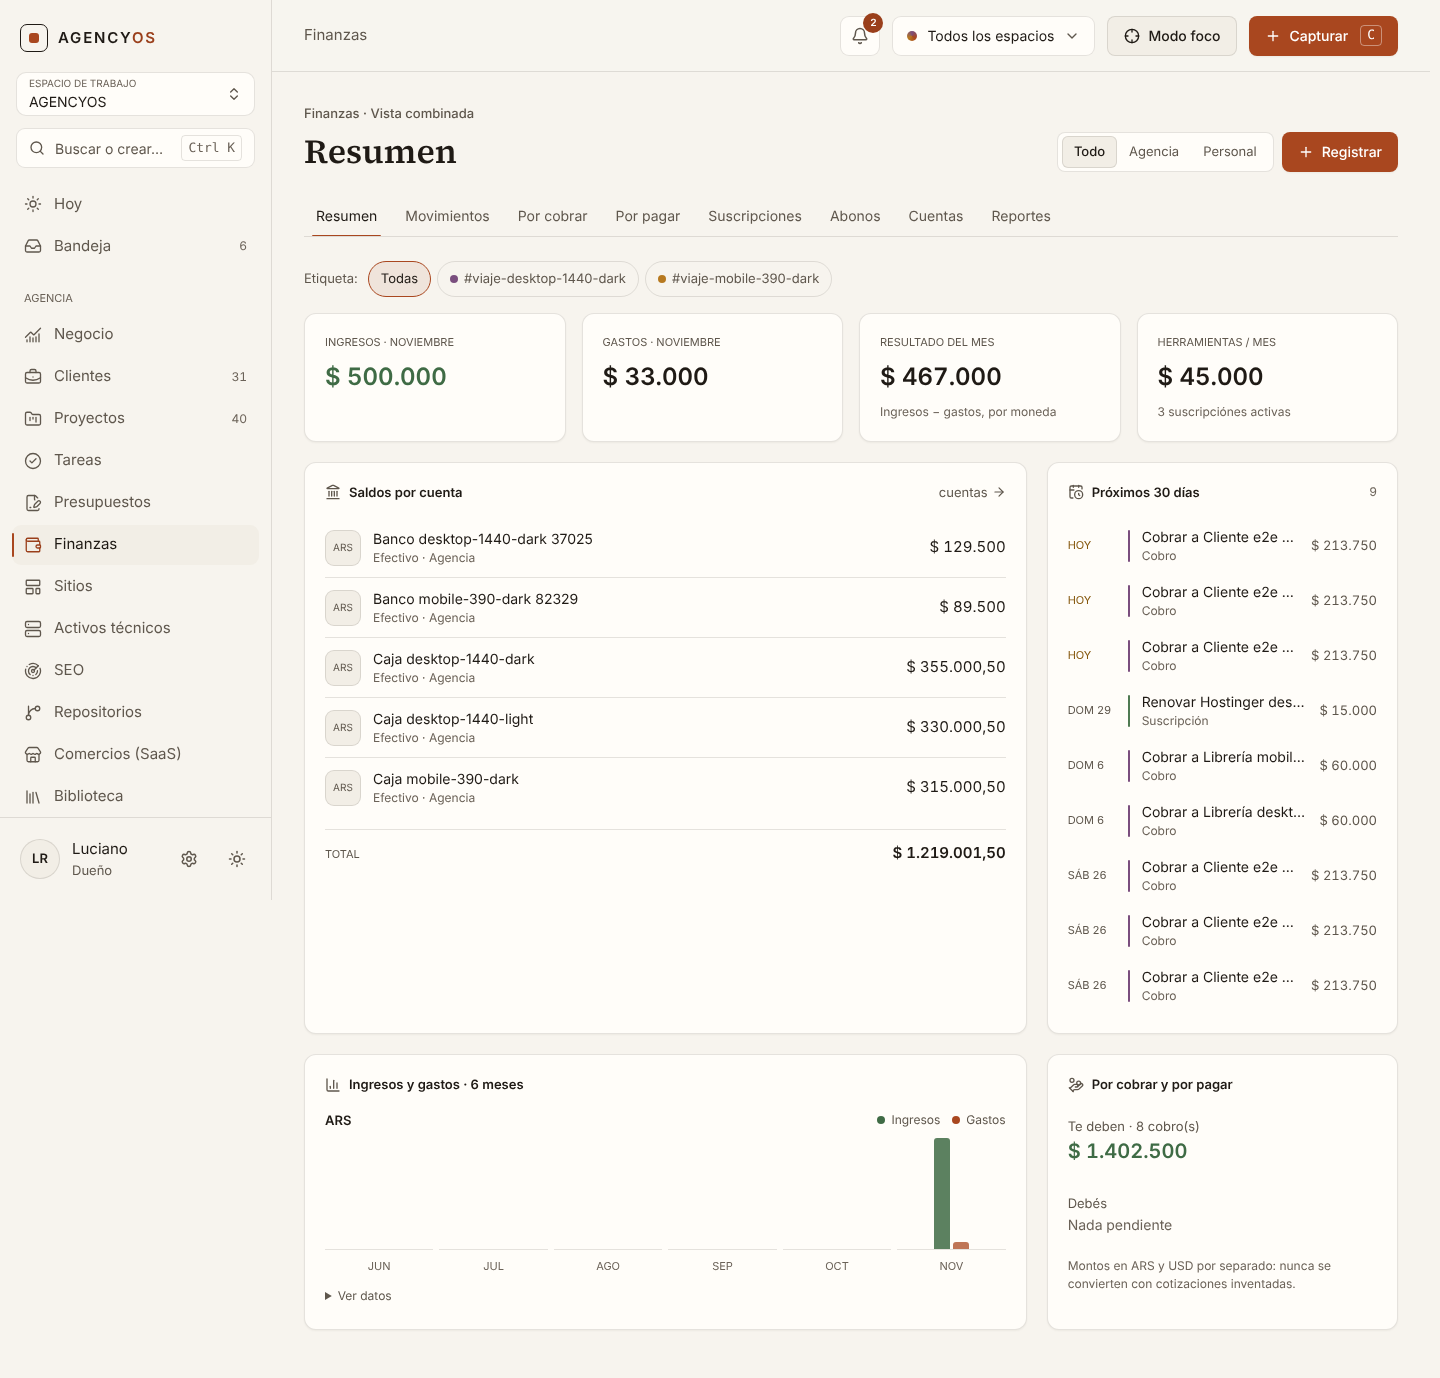 AGENCYOS
ESPACIO DE TRABAJO
AGENCYOS
Buscar o crear... Ctrl K
Hoy
Bandeja 6
AGENCIA
Negocio
Clientes 31
Proyectos 40
Tareas
Presupuestos
Finanzas
Sitios
Activos técnicos
SEO
Repositorios
Comercios (SaaS)
Biblioteca
LR
Luciano
Dueño
Finanzas
2
Todos los espacios
Modo foco
Capturar C
Finanzas · Vista combinada
Resumen
Todo Agencia Personal
Registrar
Resumen Movimientos Por cobrar Por pagar Suscripciones Abonos Cuentas Reportes
Etiqueta: Todas #viaje-desktop-1440-dark #viaje-mobile-390-dark
INGRESOS · NOVIEMBRE
$ 500.000
GASTOS · NOVIEMBRE
$ 33.000
RESULTADO DEL MES
$ 467.000
Ingresos – gastos, por moneda
HERRAMIENTAS / MES
$ 45.000
3 suscripciónes activas
Saldos por cuenta cuentas →
ARS Banco desktop-1440-dark 37025 $ 129.500
Efectivo · Agencia
ARS Banco mobile-390-dark 82329 $ 89.500
Efectivo · Agencia
ARS Caja desktop-1440-dark $ 355.000,50
Efectivo · Agencia
ARS Caja desktop-1440-light $ 330.000,50
Efectivo · Agencia
ARS Caja mobile-390-dark $ 315.000,50
Efectivo · Agencia
TOTAL $ 1.219.001,50
Próximos 30 días 9
HOY Cobrar a Cliente e2e ... $ 213.750
Cobro
HOY Cobrar a Cliente e2e ... $ 213.750
Cobro
HOY Cobrar a Cliente e2e ... $ 213.750
Cobro
DOM 29 Renovar Hostinger des... $ 15.000
Suscripción
DOM 6 Cobrar a Librería mobil... $ 60.000
Cobro
DOM 6 Cobrar a Librería deskt... $ 60.000
Cobro
SÁB 26 Cobrar a Cliente e2e ... $ 213.750
Cobro
SÁB 26 Cobrar a Cliente e2e ... $ 213.750
Cobro
SÁB 26 Cobrar a Cliente e2e ... $ 213.750
Cobro
Ingresos y gastos · 6 meses
ARS Ingresos Gastos
JUN JUL AGO SEP OCT NOV
Ver datos
Por cobrar y por pagar
Te deben · 8 cobro(s)
$ 1.402.500
Debés
Nada pendiente
Montos en ARS y USD por separado: nunca se
convierten con cotizaciones inventadas.